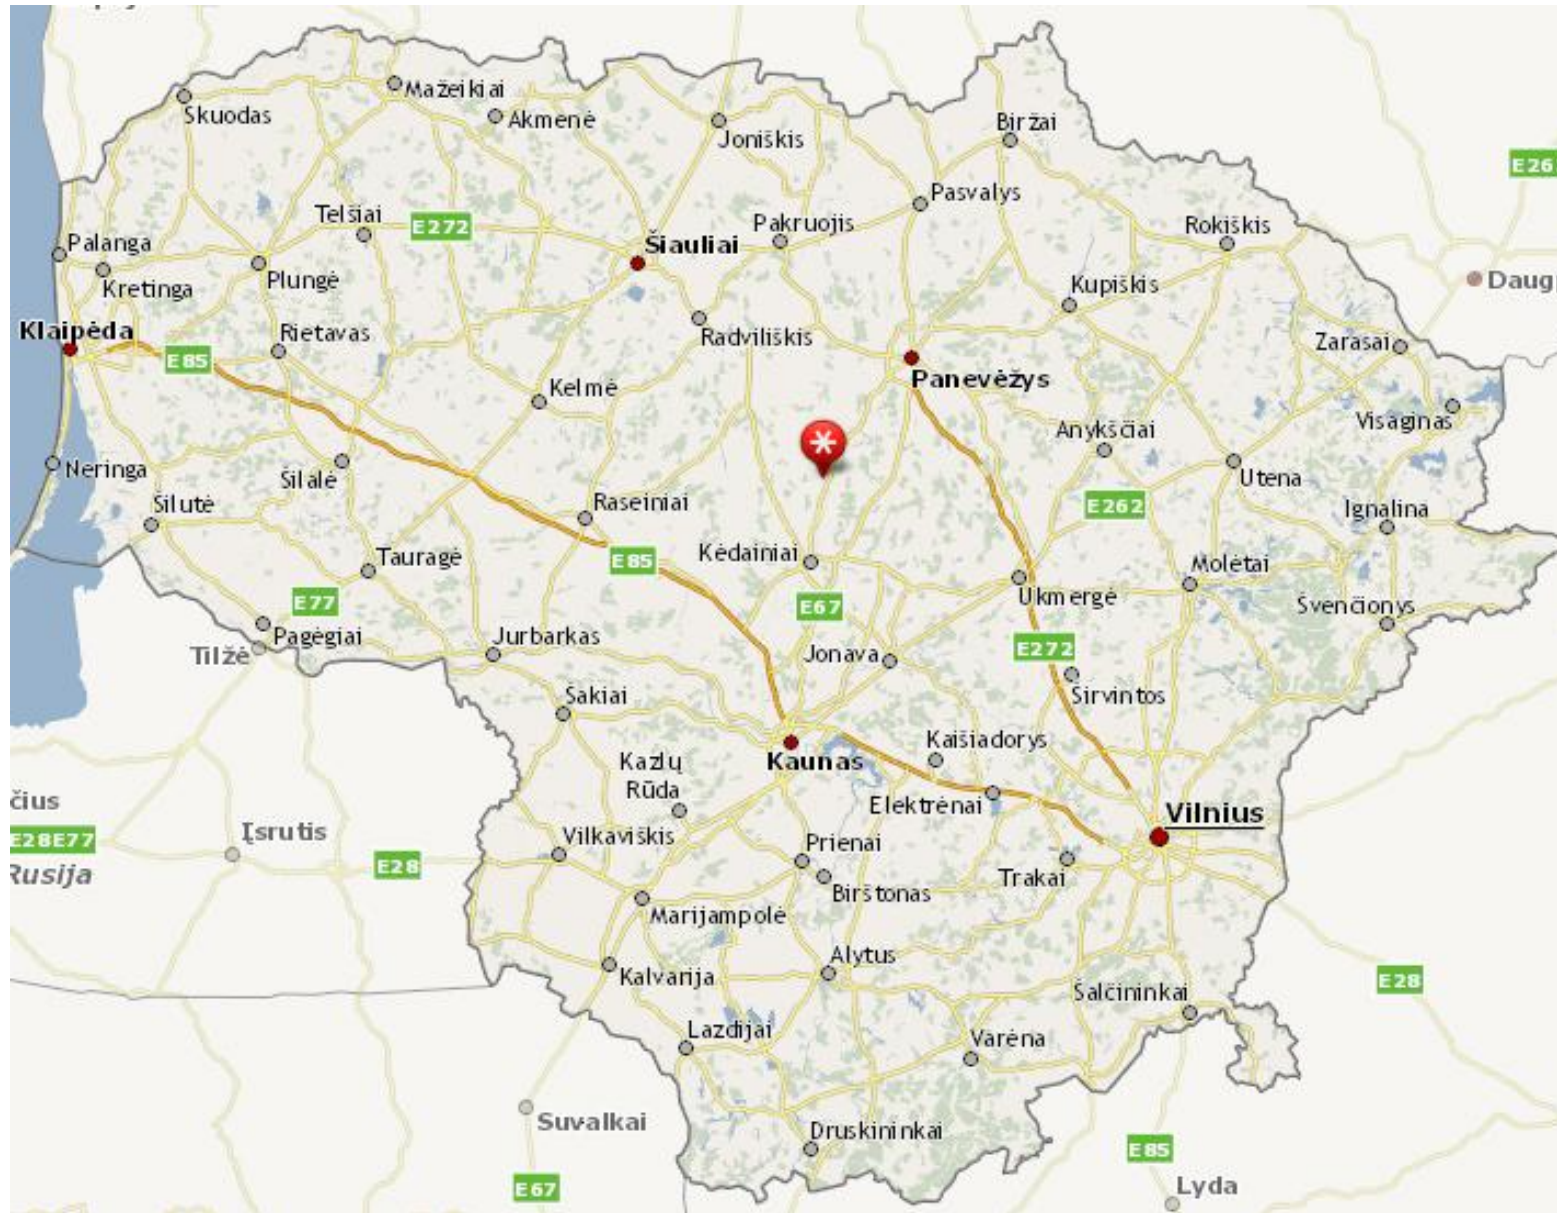 Mažeikiai
Skuodas
Akmenė
Joniškis
Biržai
E26
Pasvalys
Telšiai
E272
Pakruojis
Rokiškis
Palanga
Šiauliai
Kretinga
Plungė
Kupiškis
Daug
Klaipėda
Rietavas
Radviliškis
Zarasai
E85
Panevėžys
Kelmė
Visaginas
Anykščiai
Neringa
Šilalė
Utena
Šilutė
Raseiniai
E262
Ignalina
Tauragė
E85
Kėdainiai
Molėtai
E77
E67
Ukmergė
Švenčionys
Pagėgiai
Jurbarkas
Tilžė
Jonava
E272
Šakiai
Sirvintos
Kaišiadorys
Kaunas
Kazlų
Rūda
čius
Elektrėnai
Vilnius
E28E77
Įsrutis
Vilkaviškis
Prienai
Rusija
E28
Trakai
Birštonas
Marijampolė
Alytus
Kalvarija
E28
Šalčininkai
Lazdijai
Varėna
Suvalkai
Druskininkai
E85
E67
Lyda